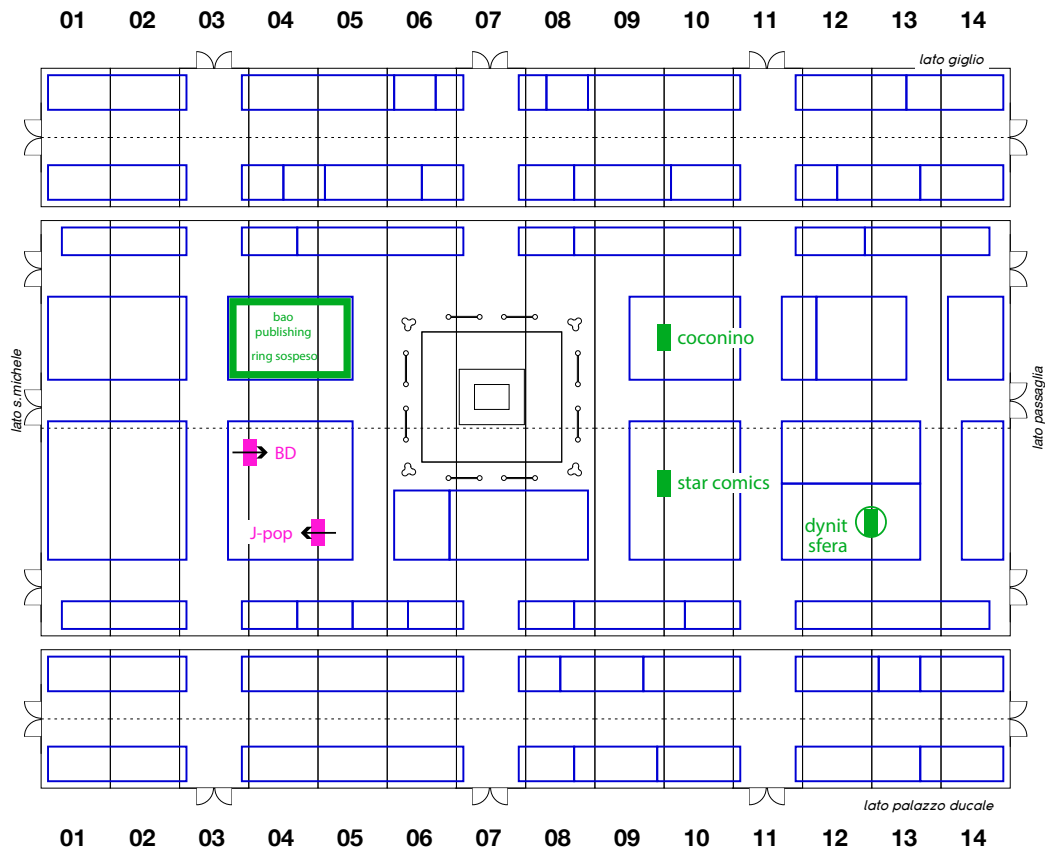 01 02 03 04 05 06 07 08 09 10 11 12 13 14
lato giglio
lato s.michele
lato passaglia
bao
publishing
ring sospeso
coconino
BD
star comics
J-pop
dynit
sfera
lato palazzo ducale
01 02 03 04 05 06 07 08 09 10 11 12 13 14